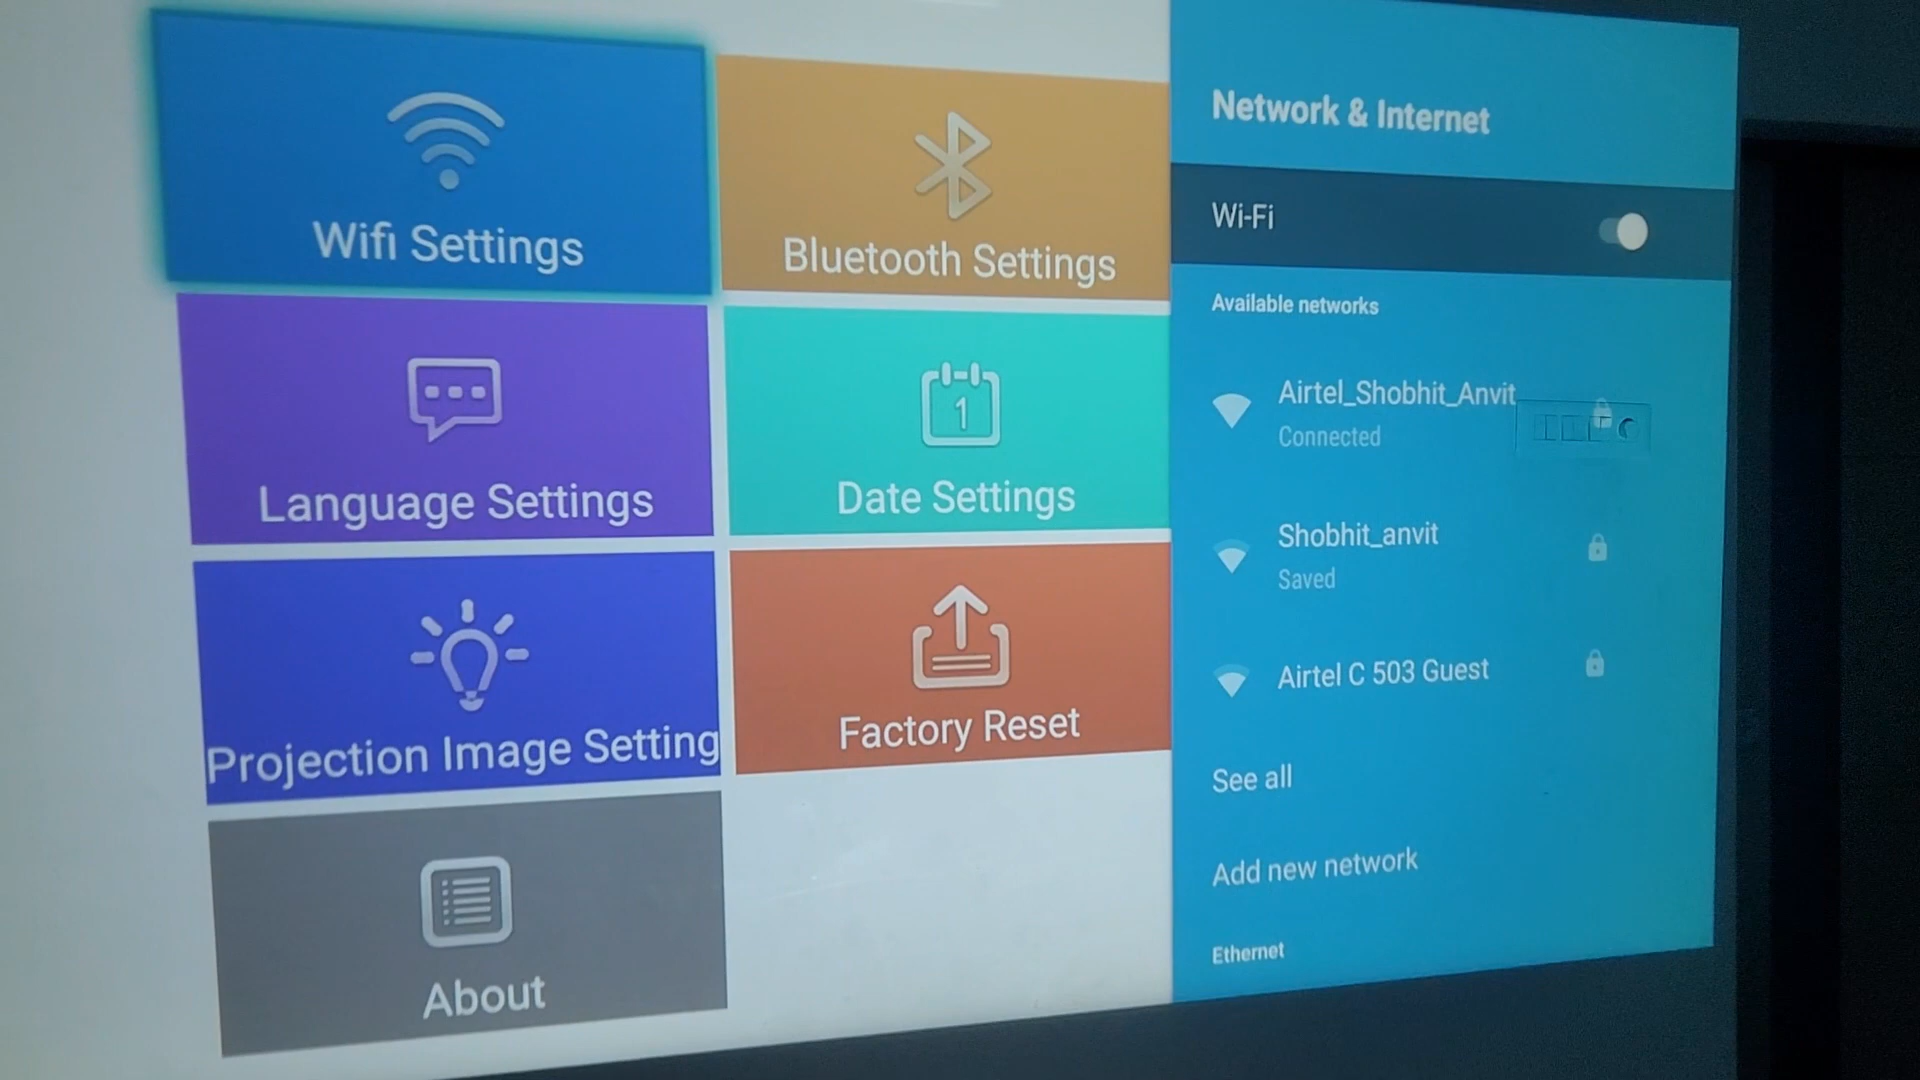 Wifi Settings
Bluetooth Settings
Language Settings
Date Settings
1
Projection Image Setting
Factory Reset
About
Network & Internet
Wi-Fi
Available networks
Airtel_Shobhit_Anvit
Connected
Shobhit_anvit
Saved
Airtel C 503 Guest
See all
Add new network
Ethernet